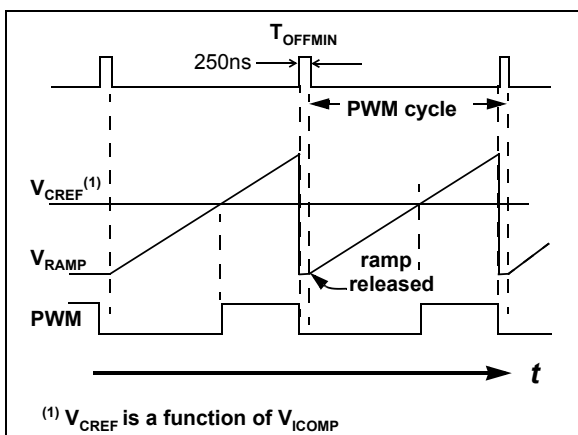 T_OFFMIN
250ns
PWM cycle
V_CREF^(1)
V_RAMP
ramp
released
PWM
t
(1) V_CREF is a function of V_ICOMP